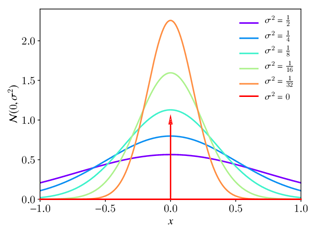 2.0
1.5
1.0
0.5
0.0
𝒩(0, σ²)
σ² = 1/2
σ² = 1/4
σ² = 1/8
σ² = 1/16
σ² = 1/32
σ² = 0
−1.0 −0.5 0.0 0.5 1.0
x